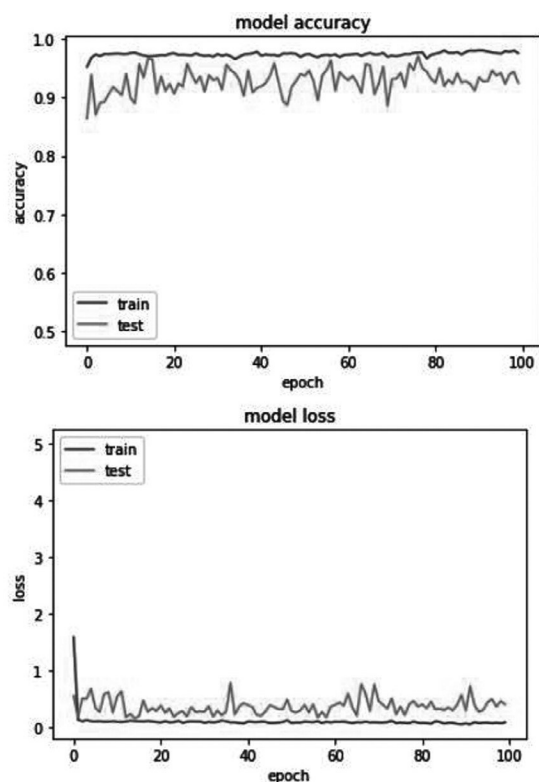 model accuracy
1.0
0.9
0.8
0.7
0.6
0.5
accuracy
train
test
0 20 40 60 80 100
epoch
model loss
5
4
3
2
1
0
loss
train
test
0 20 40 60 80 100
epoch